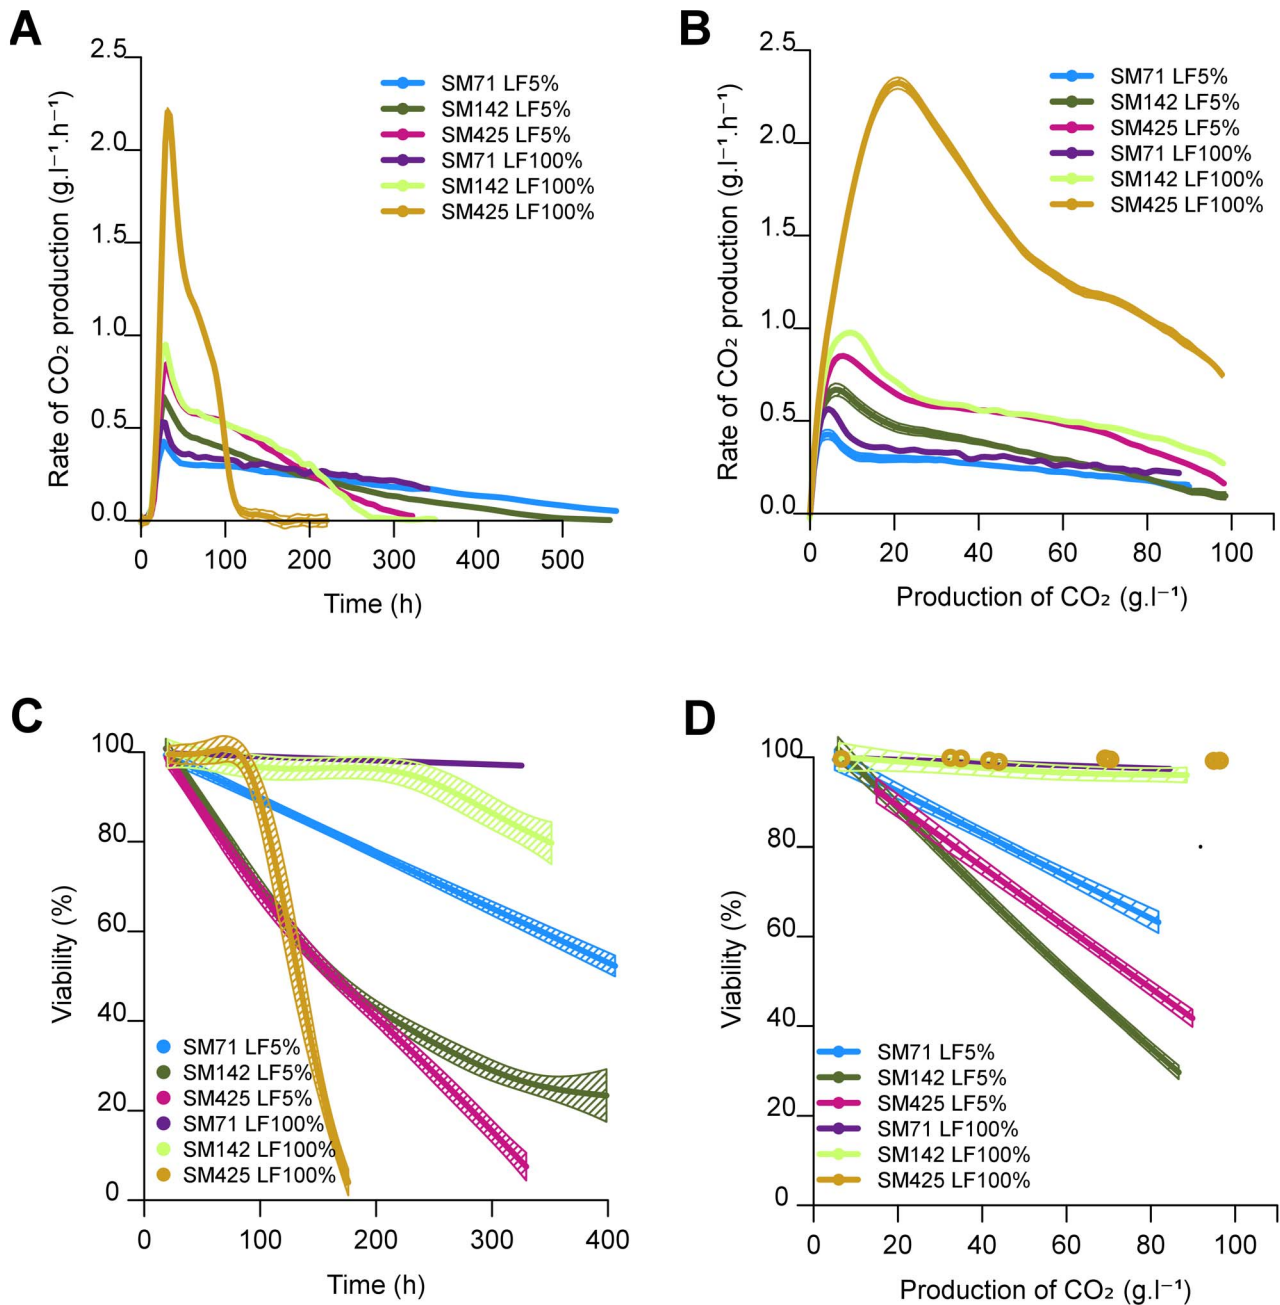 A
2.5
2.0
1.5
1.0
0.5
0.0
Rate of CO₂ production (g.l⁻¹.h⁻¹)
SM71 LF5%
SM142 LF5%
SM425 LF5%
SM71 LF100%
SM142 LF100%
SM425 LF100%
0 100 200 300 400 500
Time (h)
B
2.5
2.0
1.5
1.0
0.5
0.0
Rate of CO₂ production (g.l⁻¹.h⁻¹)
SM71 LF5%
SM142 LF5%
SM425 LF5%
SM71 LF100%
SM142 LF100%
SM425 LF100%
0 20 40 60 80 100
Production of CO₂ (g.l⁻¹)
C
100
80
60
40
20
0
Viability (%)
SM71 LF5%
SM142 LF5%
SM425 LF5%
SM71 LF100%
SM142 LF100%
SM425 LF100%
0 100 200 300 400
Time (h)
D
100
80
60
40
20
0
Viability (%)
SM71 LF5%
SM142 LF5%
SM425 LF5%
SM71 LF100%
SM142 LF100%
SM425 LF100%
0 20 40 60 80 100
Production of CO₂ (g.l⁻¹)